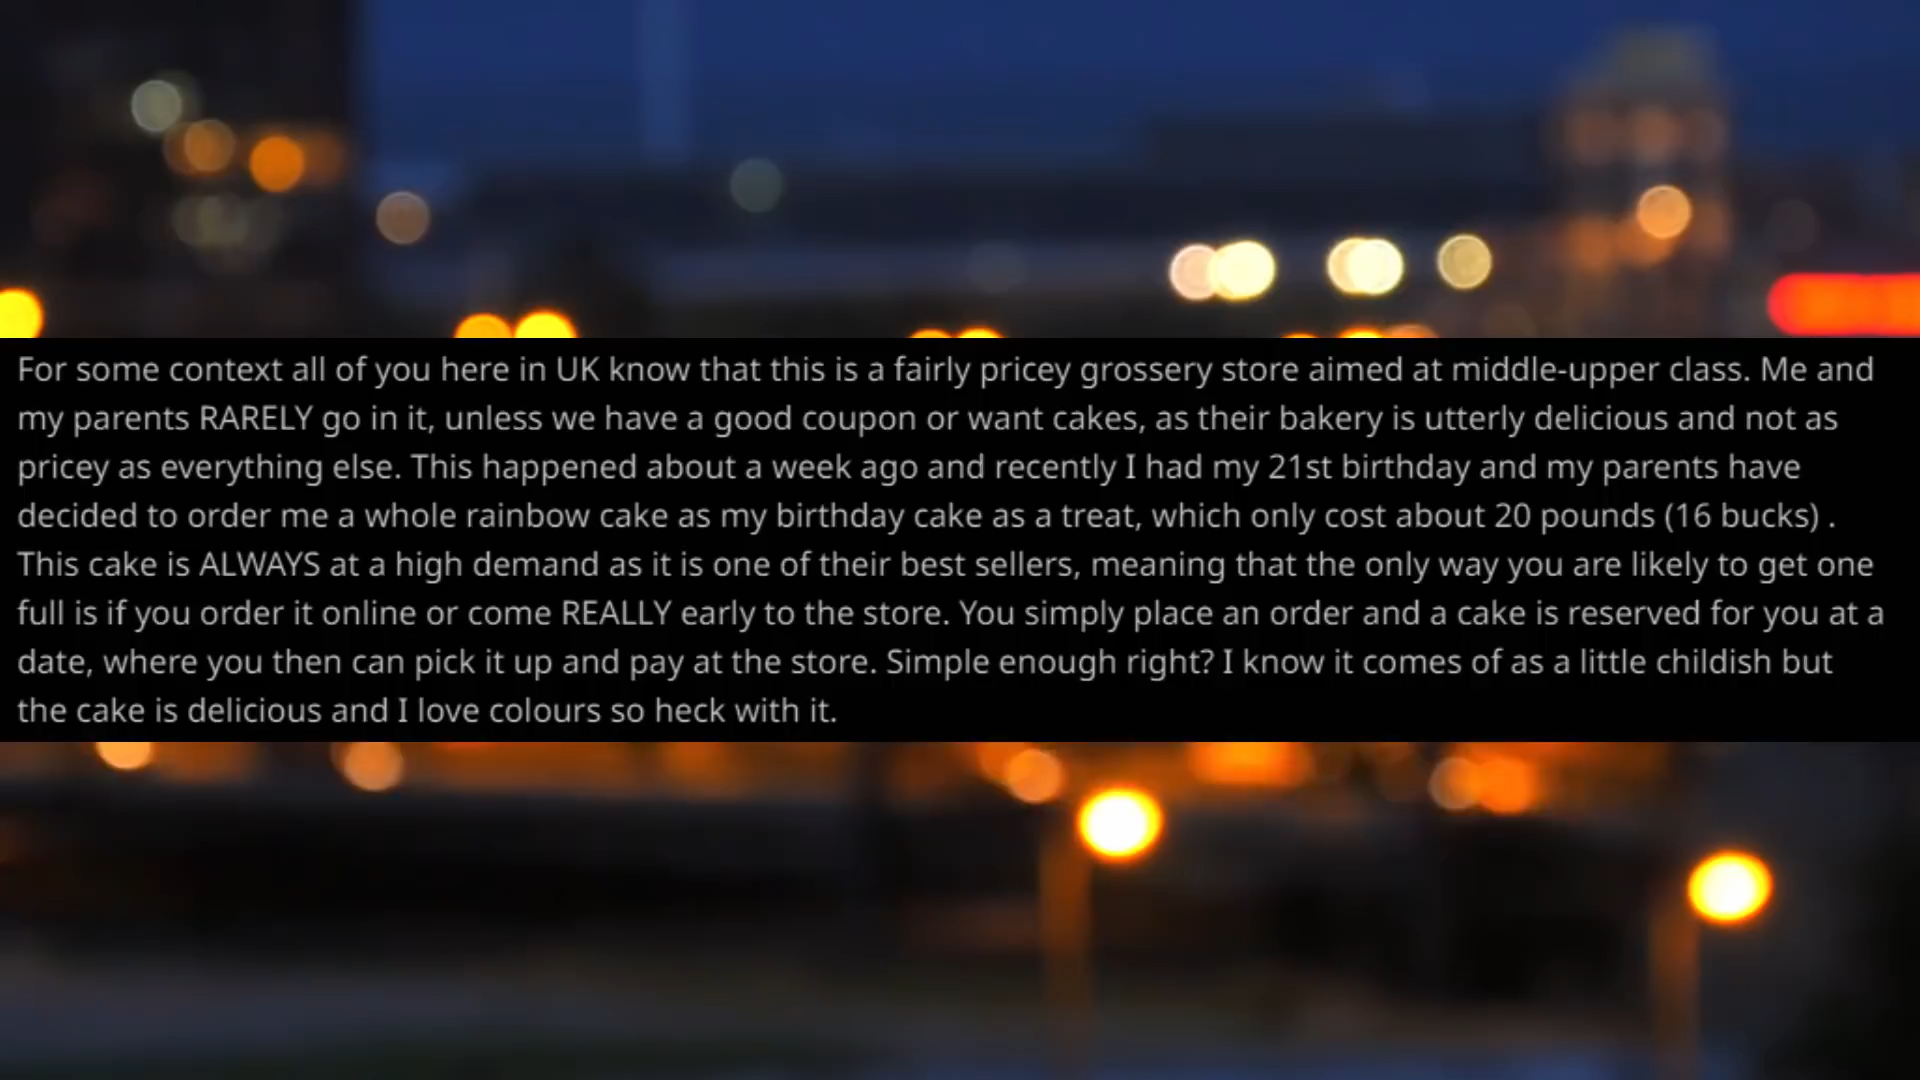 For some context all of you here in UK know that this is a fairly pricey grossery store aimed at middle-upper class. Me and
my parents RARELY go in it, unless we have a good coupon or want cakes, as their bakery is utterly delicious and not as
pricey as everything else. This happened about a week ago and recently I had my 21st birthday and my parents have
decided to order me a whole rainbow cake as my birthday cake as a treat, which only cost about 20 pounds (16 bucks) .
This cake is ALWAYS at a high demand as it is one of their best sellers, meaning that the only way you are likely to get one
full is if you order it online or come REALLY early to the store. You simply place an order and a cake is reserved for you at a
date, where you then can pick it up and pay at the store. Simple enough right? I know it comes of as a little childish but
the cake is delicious and I love colours so heck with it.